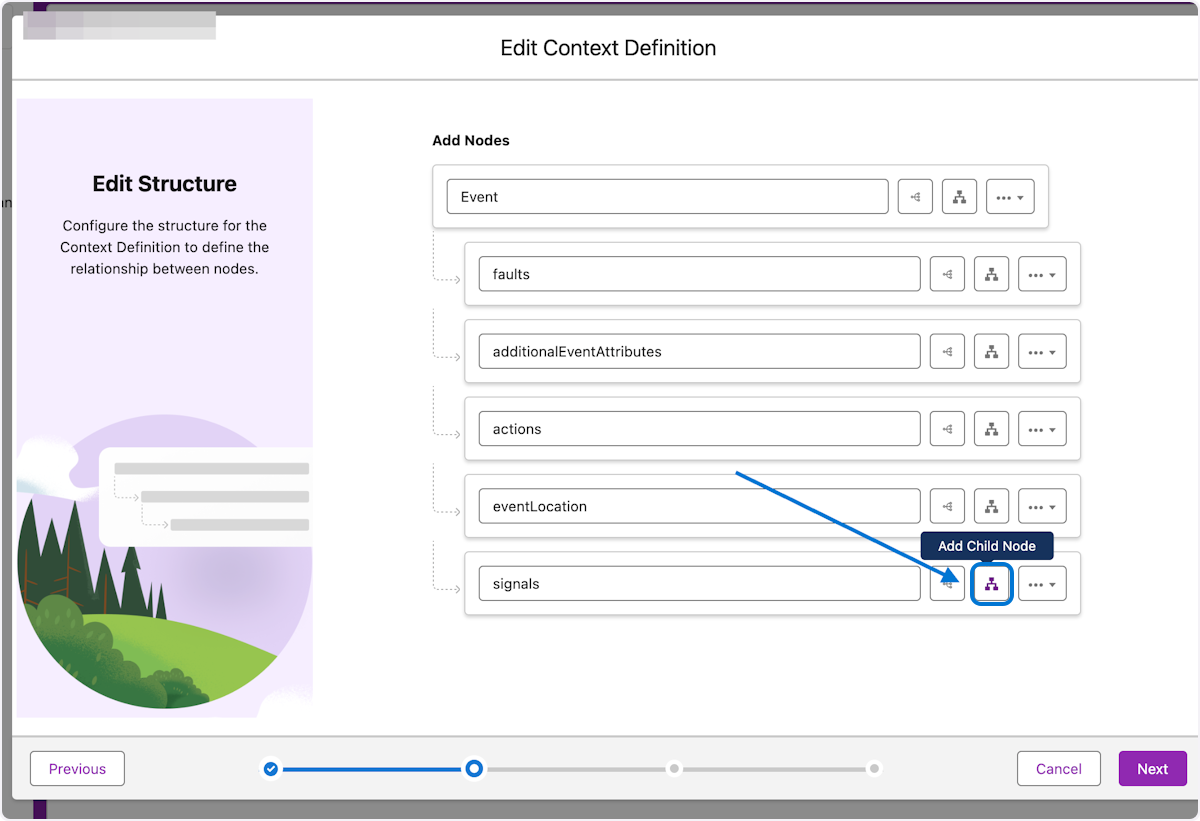 Edit Context Definition
Edit Structure
Configure the structure for the
Context Definition to define the
relationship between nodes.
Add Nodes
Event
faults
additionalEventAttributes
actions
eventLocation
Add Child Node
signals
Previous
Cancel
Next